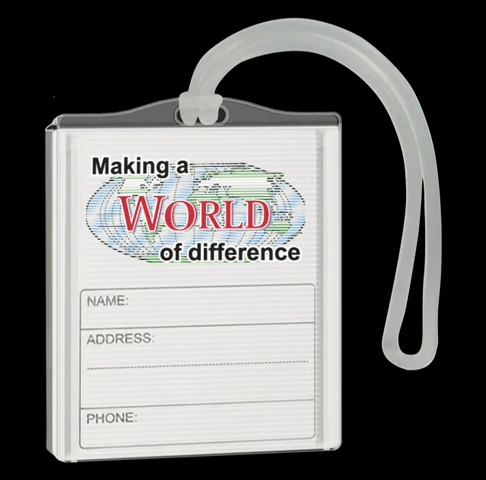 Making a
WORLD
of difference
NAME:
ADDRESS:
PHONE: